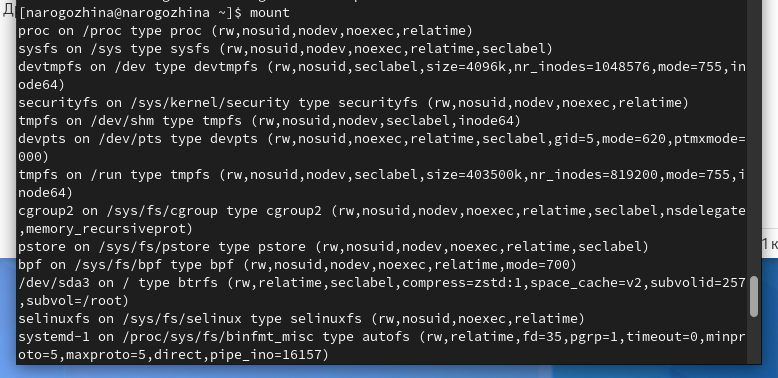 Д
[narogozhina@narogozhina ~]$ mount
proc on /proc type proc (rw,nosuid,nodev,noexec,relatime)
sysfs on /sys type sysfs (rw,nosuid,nodev,noexec,relatime,seclabel)
devtmpfs on /dev type devtmpfs (rw,nosuid,seclabel,size=4096k,nr_inodes=1048576,mode=755,in
ode64)
securityfs on /sys/kernel/security type securityfs (rw,nosuid,nodev,noexec,relatime)
tmpfs on /dev/shm type tmpfs (rw,nosuid,nodev,seclabel,inode64)
devpts on /dev/pts type devpts (rw,nosuid,noexec,relatime,seclabel,gid=5,mode=620,ptmxmode=
000)
tmpfs on /run type tmpfs (rw,nosuid,nodev,seclabel,size=403500k,nr_inodes=819200,mode=755,i
node64)
cgroup2 on /sys/fs/cgroup type cgroup2 (rw,nosuid,nodev,noexec,relatime,seclabel,nsdelegate
,memory_recursiveprot)
pstore on /sys/fs/pstore type pstore (rw,nosuid,nodev,noexec,relatime,seclabel)
bpf on /sys/fs/bpf type bpf (rw,nosuid,nodev,noexec,relatime,mode=700)
1 к
/dev/sda3 on / type btrfs (rw,relatime,seclabel,compress=zstd:1,space_cache=v2,subvolid=257
,subvol=/root)
selinuxfs on /sys/fs/selinux type selinuxfs (rw,nosuid,noexec,relatime)
systemd-1 on /proc/sys/fs/binfmt_misc type autofs (rw,relatime,fd=35,pgrp=1,timeout=0,minpr
oto=5,maxproto=5,direct,pipe_ino=16157)